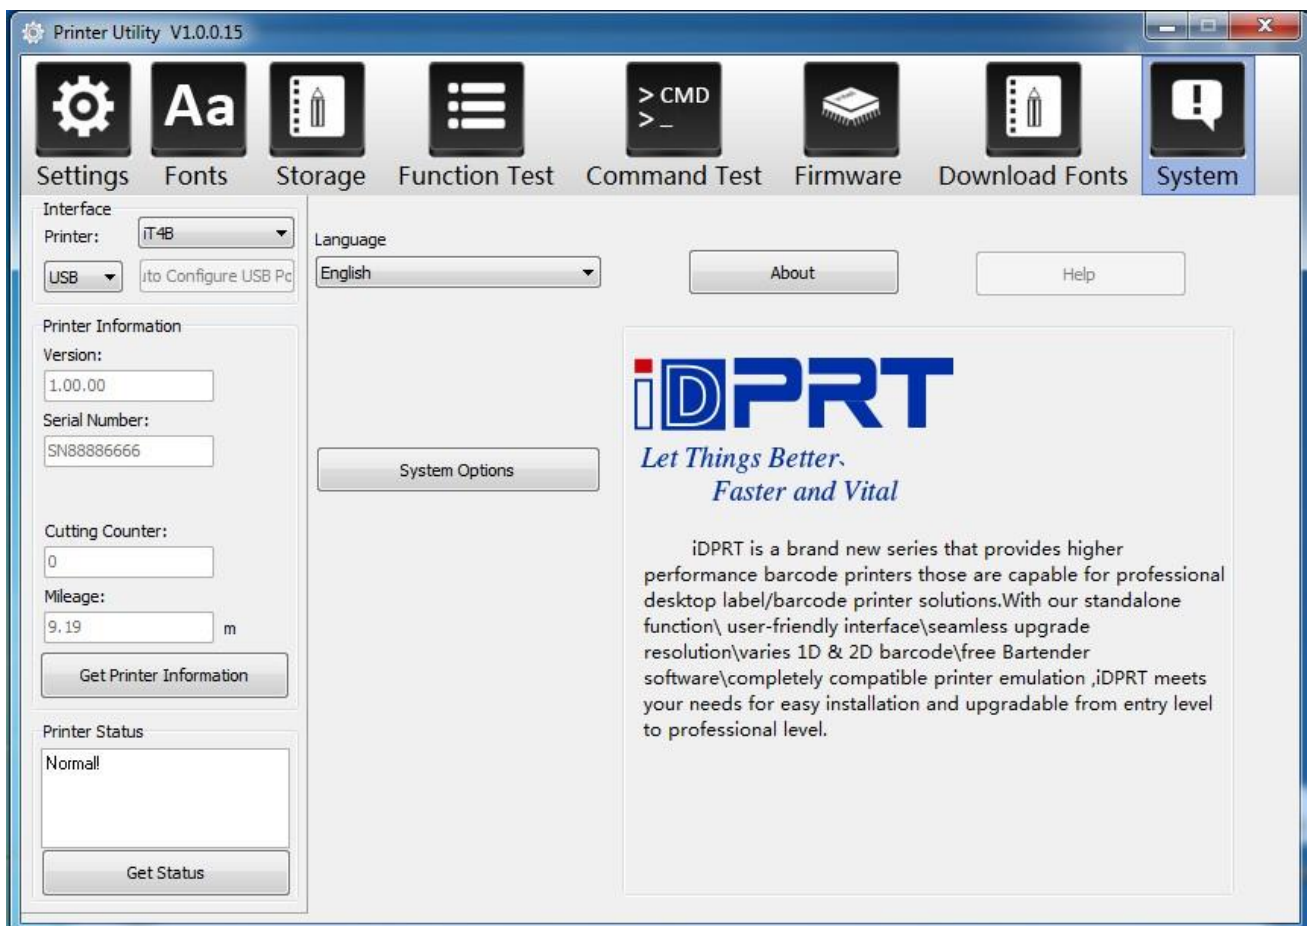 Printer Utility V1.0.0.15
Aa
> CMD
> _
Settings Fonts Storage Function Test Command Test Firmware Download Fonts System
Interface
Printer: iT4B
USB
ito Configure USB Pc
Language
English
About
Help
Printer Information
Version:
1.00.00
Serial Number:
SN88886666
Cutting Counter:
0
Mileage:
9.19 m
Get Printer Information
Printer Status
Normal!
Get Status
System Options
iDPRT
Let Things Better、
Faster and Vital
iDPRT is a brand new series that provides higher
performance barcode printers those are capable for professional
desktop label/barcode printer solutions.With our standalone
function\ user-friendly interface\seamless upgrade
resolution\varies 1D & 2D barcode\free Bartender
software\completely compatible printer emulation ,iDPRT meets
your needs for easy installation and upgradable from entry level
to professional level.